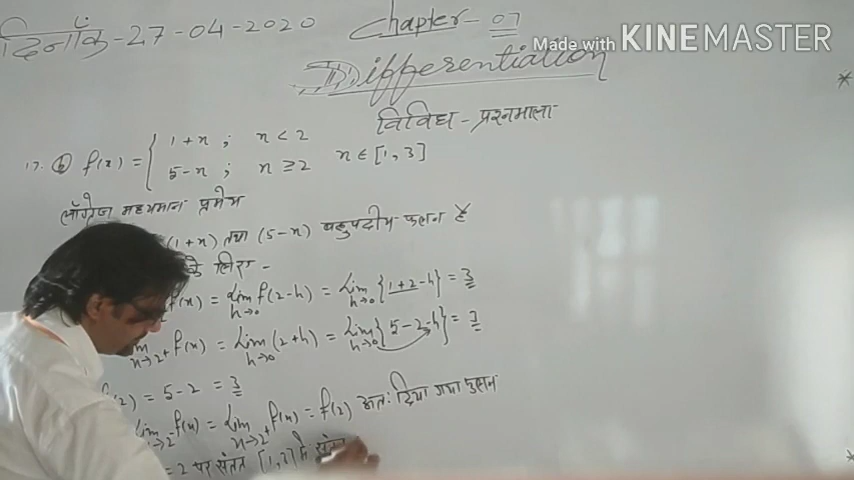 दिनाँक-27-04-2020 Chapter-07
Made with KINEMASTER
Differentiation
विविध-प्रश्नमाला
17. (b) f(x) = { 1+x ; x<2
5-x ; x≥2 x∈[1,3]
लॉग्रेंज मध्यमान प्रमेय
(1+x) तथा (5-x) बहुपदीय फलन है
के लिए -
f(x) = lim h→0 f(2-h) = lim h→0 {1+2-h} = 3
x→2+ f(x) = lim h→0 (2+h) = lim h→0 {5-2-h} = 3
2) = 5-2 = 3
lim x→2- f(x) = lim x→2+ f(x) = f(2) अतः दिया गया फलन
= 2 पर संतत [1,3] में